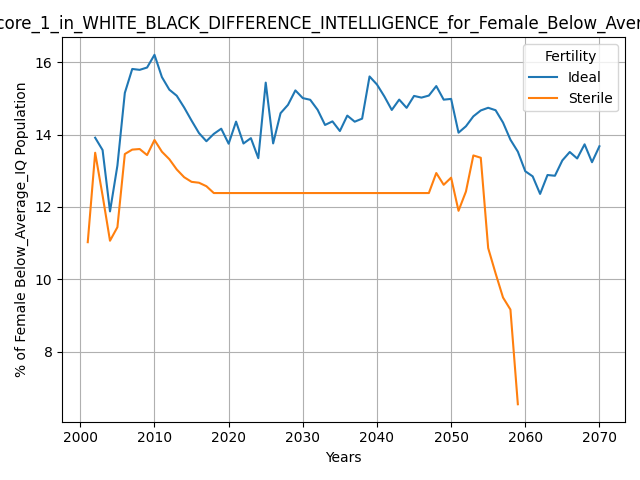 core_1_in_WHITE_BLACK_DIFFERENCE_INTELLIGENCE_for_Female_Below_Aver
Fertility
Ideal
Sterile
% of Female Below_Average_IQ Population
16
14
12
10
8
2000 2010 2020 2030 2040 2050 2060 2070
Years